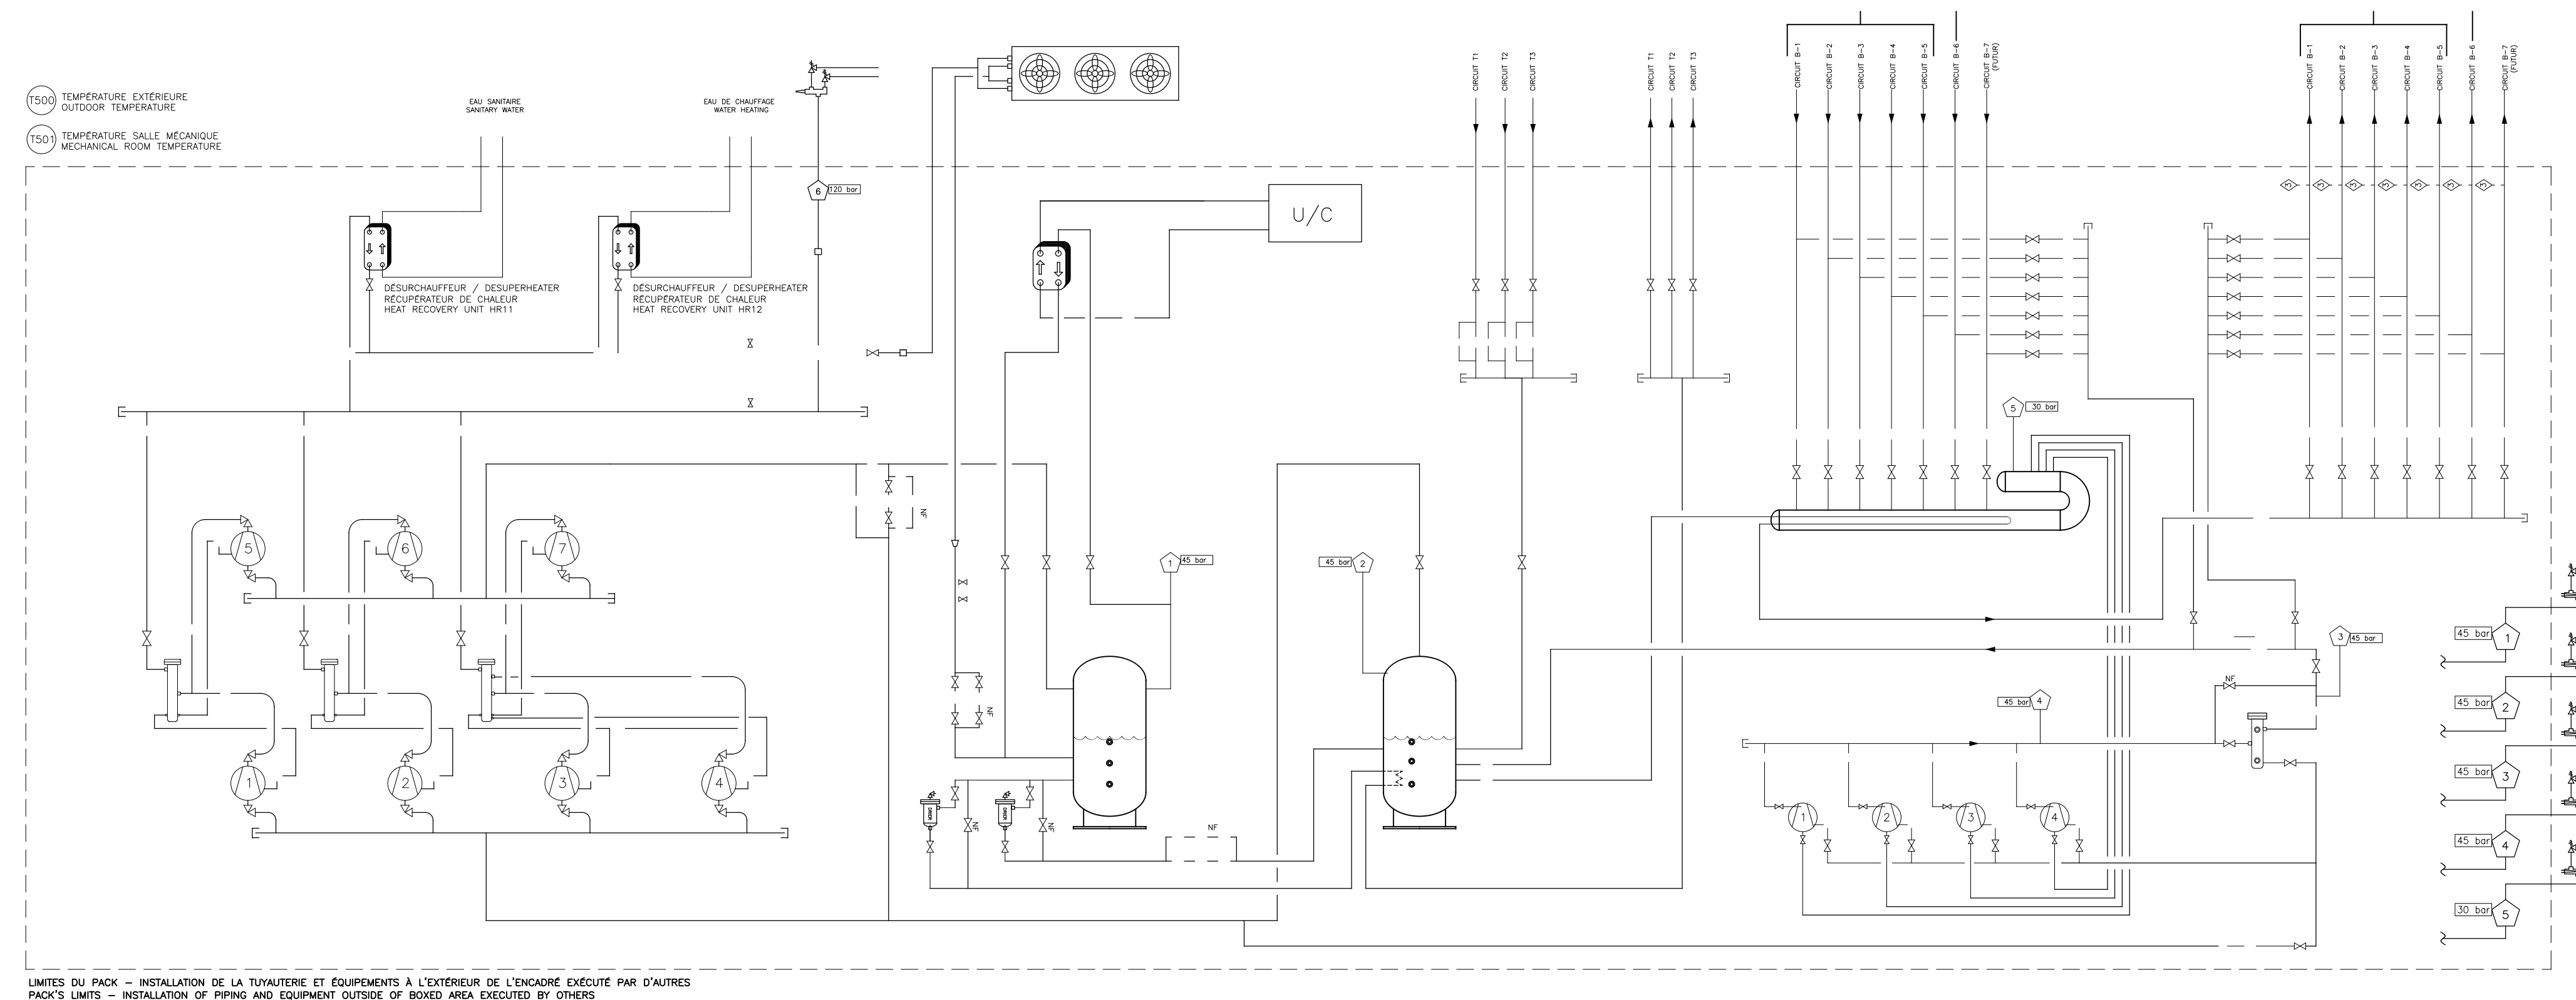 T500
TEMPÉRATURE EXTÉRIEURE
OUTDOOR TEMPERATURE
T501
TEMPÉRATURE SALLE MÉCANIQUE
MECHANICAL ROOM TEMPERATURE
EAU SANITAIRE
SANITARY WATER
EAU DE CHAUFFAGE
WATER HEATING
6
120 bar
U/C
CIRCUIT T1
CIRCUIT T2
CIRCUIT T3
CIRCUIT T1
CIRCUIT T2
CIRCUIT T3
CIRCUIT B-1
CIRCUIT B-2
CIRCUIT B-3
CIRCUIT B-4
CIRCUIT B-5
CIRCUIT B-6
CIRCUIT B-7
(FUTUR)
CIRCUIT B-1
CIRCUIT B-2
CIRCUIT B-3
CIRCUIT B-4
CIRCUIT B-5
CIRCUIT B-6
CIRCUIT B-7
(FUTUR)
M
M
M
M
M
M
M
DÉSURCHAUFFEUR / DESUPERHEATER
RÉCUPÉRATEUR DE CHALEUR
HEAT RECOVERY UNIT HR11
DÉSURCHAUFFEUR / DESUPERHEATER
RÉCUPÉRATEUR DE CHALEUR
HEAT RECOVERY UNIT HR12
5
30 bar
NF
5
6
7
1
45 bar
45 bar
2
3
45 bar
45 bar
1
NF
NF
45 bar
4
45 bar
2
1
2
3
4
45 bar
3
NF
NF
NF
1
2
3
4
45 bar
4
30 bar
5
LIMITES DU PACK – INSTALLATION DE LA TUYAUTERIE ET ÉQUIPEMENTS À L'EXTÉRIEUR DE L'ENCADRÉ EXÉCUTÉ PAR D'AUTRES
PACK'S LIMITS – INSTALLATION OF PIPING AND EQUIPMENT OUTSIDE OF BOXED AREA EXECUTED BY OTHERS